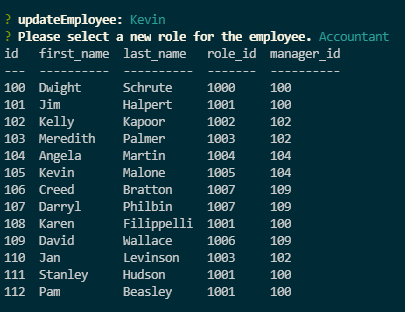 ? updateEmployee: Kevin
? Please select a new role for the employee. Accountant
id   first_name  last_name   role_id  manager_id
---  ----------  ----------  -------  ----------
100  Dwight      Schrute     1000     100
101  Jim         Halpert     1001     100
102  Kelly       Kapoor      1002     102
103  Meredith    Palmer      1003     102
104  Angela      Martin      1004     104
105  Kevin       Malone      1005     104
106  Creed       Bratton     1007     109
107  Darryl      Philbin     1007     109
108  Karen       Filippelli  1001     100
109  David       Wallace     1006     109
110  Jan         Levinson    1003     102
111  Stanley     Hudson      1001     100
112  Pam         Beasley     1001     100